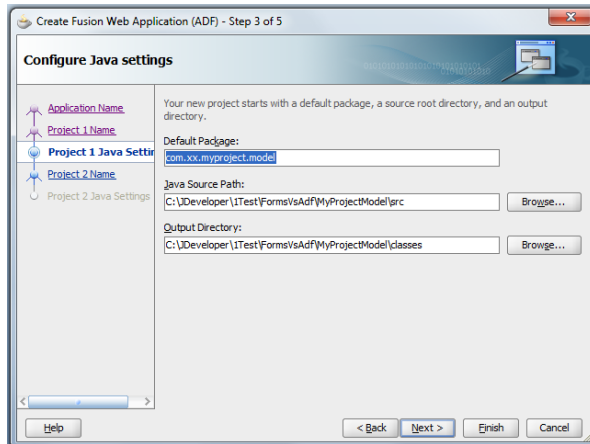 Create Fusion Web Application (ADF) - Step 3 of 5
Configure Java settings
Application Name
Project 1 Name
Project 1 Java Settin
Project 2 Name
Project 2 Java Settings
Your new project starts with a default package, a source root directory, and an output
directory.
Default Package:
com.xx.myproject.model
Java Source Path:
C:\JDeveloper\1Test\FormsVsAdf\MyProjectModel\src
Browse...
Output Directory:
C:\JDeveloper\1Test\FormsVsAdf\MyProjectModel\classes
Browse...
Help
< Back
Next >
Finish
Cancel